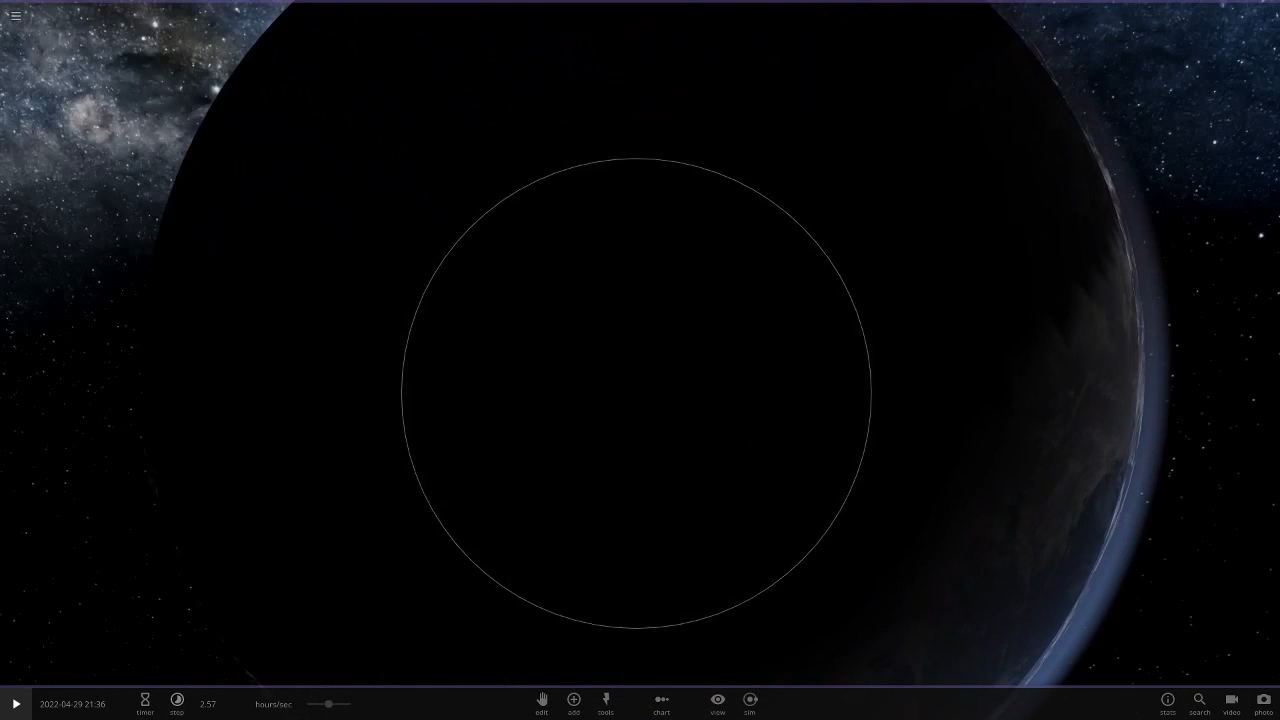 2022-04-29 21:36
timer
step
2.57
hours/sec
edit
add
tools
chart
view
sim
stats
search
video
photo